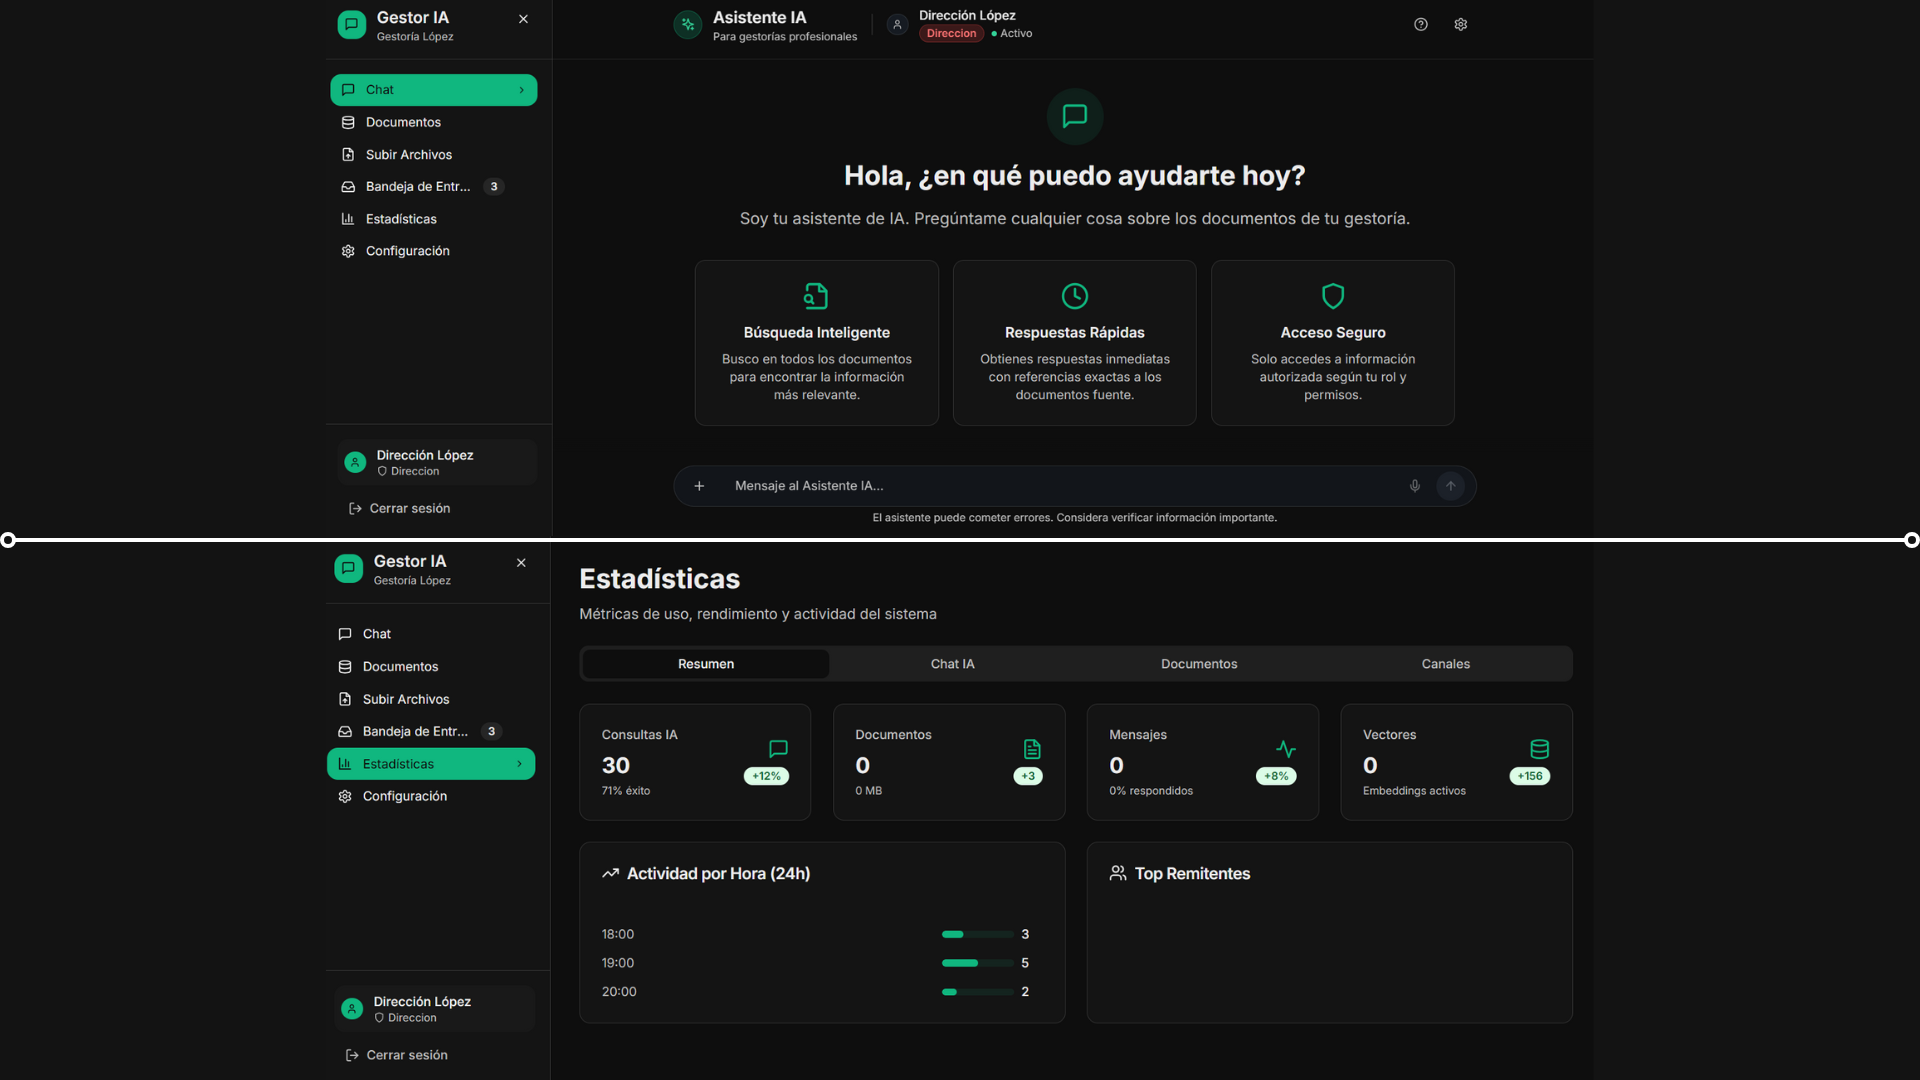 Gestor IA
Gestoría López
Chat
Documentos
Subir Archivos
Bandeja de Entr... 3
Estadísticas
Configuración
Dirección López
Direccion
Cerrar sesión
Asistente IA
Para gestorías profesionales
Dirección López
Direccion Activo
Hola, ¿en qué puedo ayudarte hoy?
Soy tu asistente de IA. Pregúntame cualquier cosa sobre los documentos de tu gestoría.
Búsqueda Inteligente
Busco en todos los documentos
para encontrar la información
más relevante.
Respuestas Rápidas
Obtienes respuestas inmediatas
con referencias exactas a los
documentos fuente.
Acceso Seguro
Solo accedes a información
autorizada según tu rol y
permisos.
Mensaje al Asistente IA...
El asistente puede cometer errores. Considera verificar información importante.
Gestor IA
Gestoría López
Chat
Documentos
Subir Archivos
Bandeja de Entr... 3
Estadísticas
Configuración
Dirección López
Direccion
Cerrar sesión
Estadísticas
Métricas de uso, rendimiento y actividad del sistema
Resumen Chat IA Documentos Canales
Consultas IA
30
+12%
71% éxito
Documentos
0
+3
0 MB
Mensajes
0
+8%
0% respondidos
Vectores
0
+156
Embeddings activos
Actividad por Hora (24h)
18:00 3
19:00 5
20:00 2
Top Remitentes